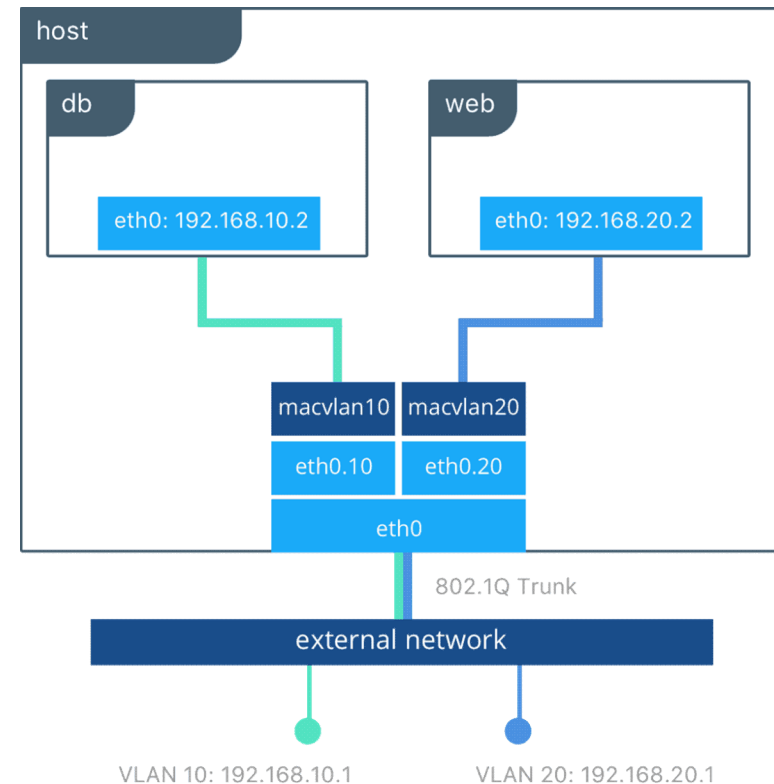 host
db
web
eth0: 192.168.10.2
eth0: 192.168.20.2
macvlan10
macvlan20
eth0.10
eth0.20
eth0
802.1Q Trunk
external network
VLAN 10: 192.168.10.1
VLAN 20: 192.168.20.1